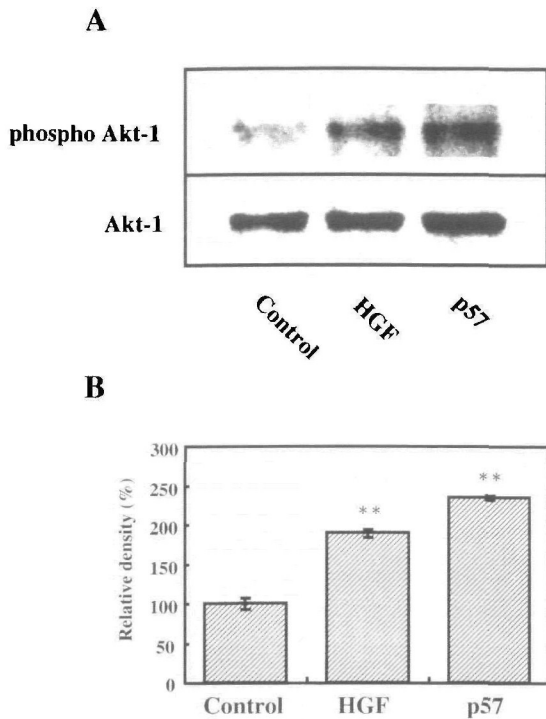 A
phospho Akt-1
Akt-1
Control HGF p57
B
Relative density (%)
300
250
200
150
100
50
0
** **
Control HGF p57